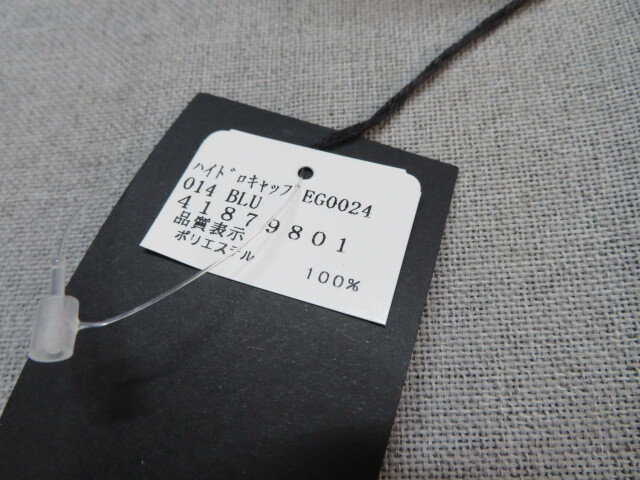 ハイドロキャップ EG0024
014 BLU
41879801
品質表示
ポリエステル
100%